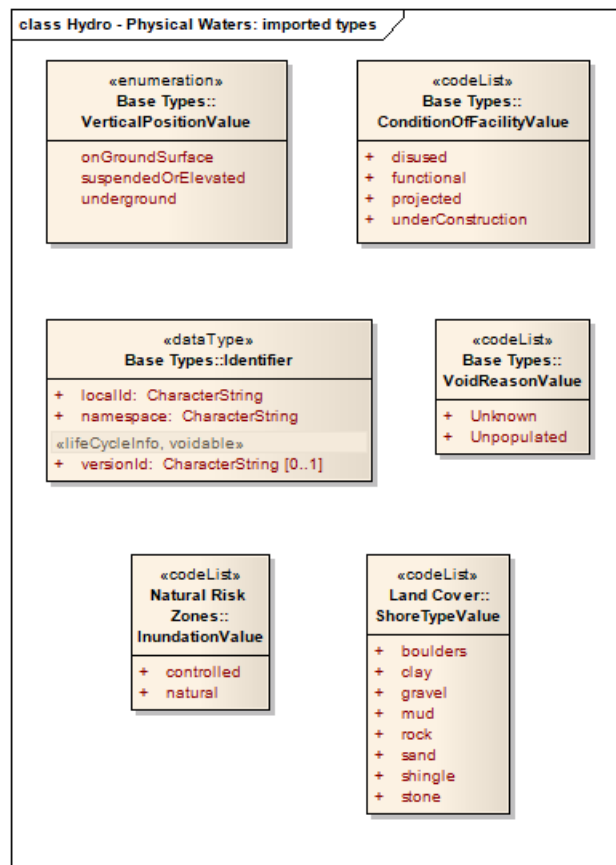 class Hydro - Physical Waters: imported types
«enumeration»
Base Types::
VerticalPositionValue
onGroundSurface
suspendedOrElevated
underground
«codeList»
Base Types::
ConditionOfFacilityValue
+ disused
+ functional
+ projected
+ underConstruction
«dataType»
Base Types::Identifier
+ localId: CharacterString
+ namespace: CharacterString
«lifeCycleInfo, voidable»
+ versionId: CharacterString [0..1]
«codeList»
Base Types::
VoidReasonValue
+ Unknown
+ Unpopulated
«codeList»
Natural Risk
Zones::
InundationValue
+ controlled
+ natural
«codeList»
Land Cover::
ShoreTypeValue
+ boulders
+ clay
+ gravel
+ mud
+ rock
+ sand
+ shingle
+ stone